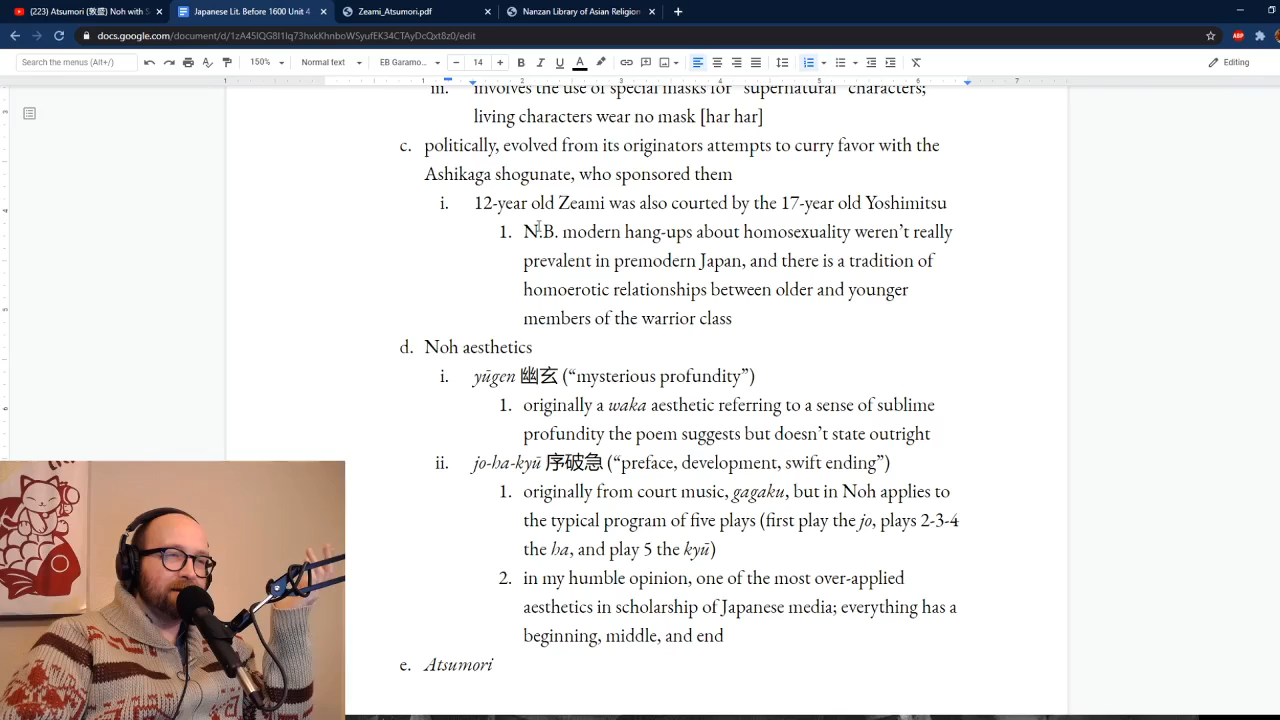 (223) Atsumori (敦盛) Noh with S
Japanese Lit. Before 1600 Unit 4
Zeami_Atsumori.pdf
Nanzan Library of Asian Religion
docs.google.com/document/d/1zA45IQG8I1Iq73hxkKhnboWSyufEK34CTAyDcQxt8z0/edit
Search the menus (Alt+/)
150%
Normal text
EB Garamo...
14
Editing
iii. involves the use of special masks for "supernatural" characters;
living characters wear no mask [har har]
c. politically, evolved from its originators attempts to curry favor with the
Ashikaga shogunate, who sponsored them
i. 12-year old Zeami was also courted by the 17-year old Yoshimitsu
1. N.B. modern hang-ups about homosexuality weren't really
prevalent in premodern Japan, and there is a tradition of
homoerotic relationships between older and younger
members of the warrior class
d. Noh aesthetics
i. yūgen 幽玄 ("mysterious profundity")
1. originally a waka aesthetic referring to a sense of sublime
profundity the poem suggests but doesn't state outright
ii. jo-ha-kyū 序破急 ("preface, development, swift ending")
1. originally from court music, gagaku, but in Noh applies to
the typical program of five plays (first play the jo, plays 2-3-4
the ha, and play 5 the kyū)
2. in my humble opinion, one of the most over-applied
aesthetics in scholarship of Japanese media; everything has a
beginning, middle, and end
e. Atsumori